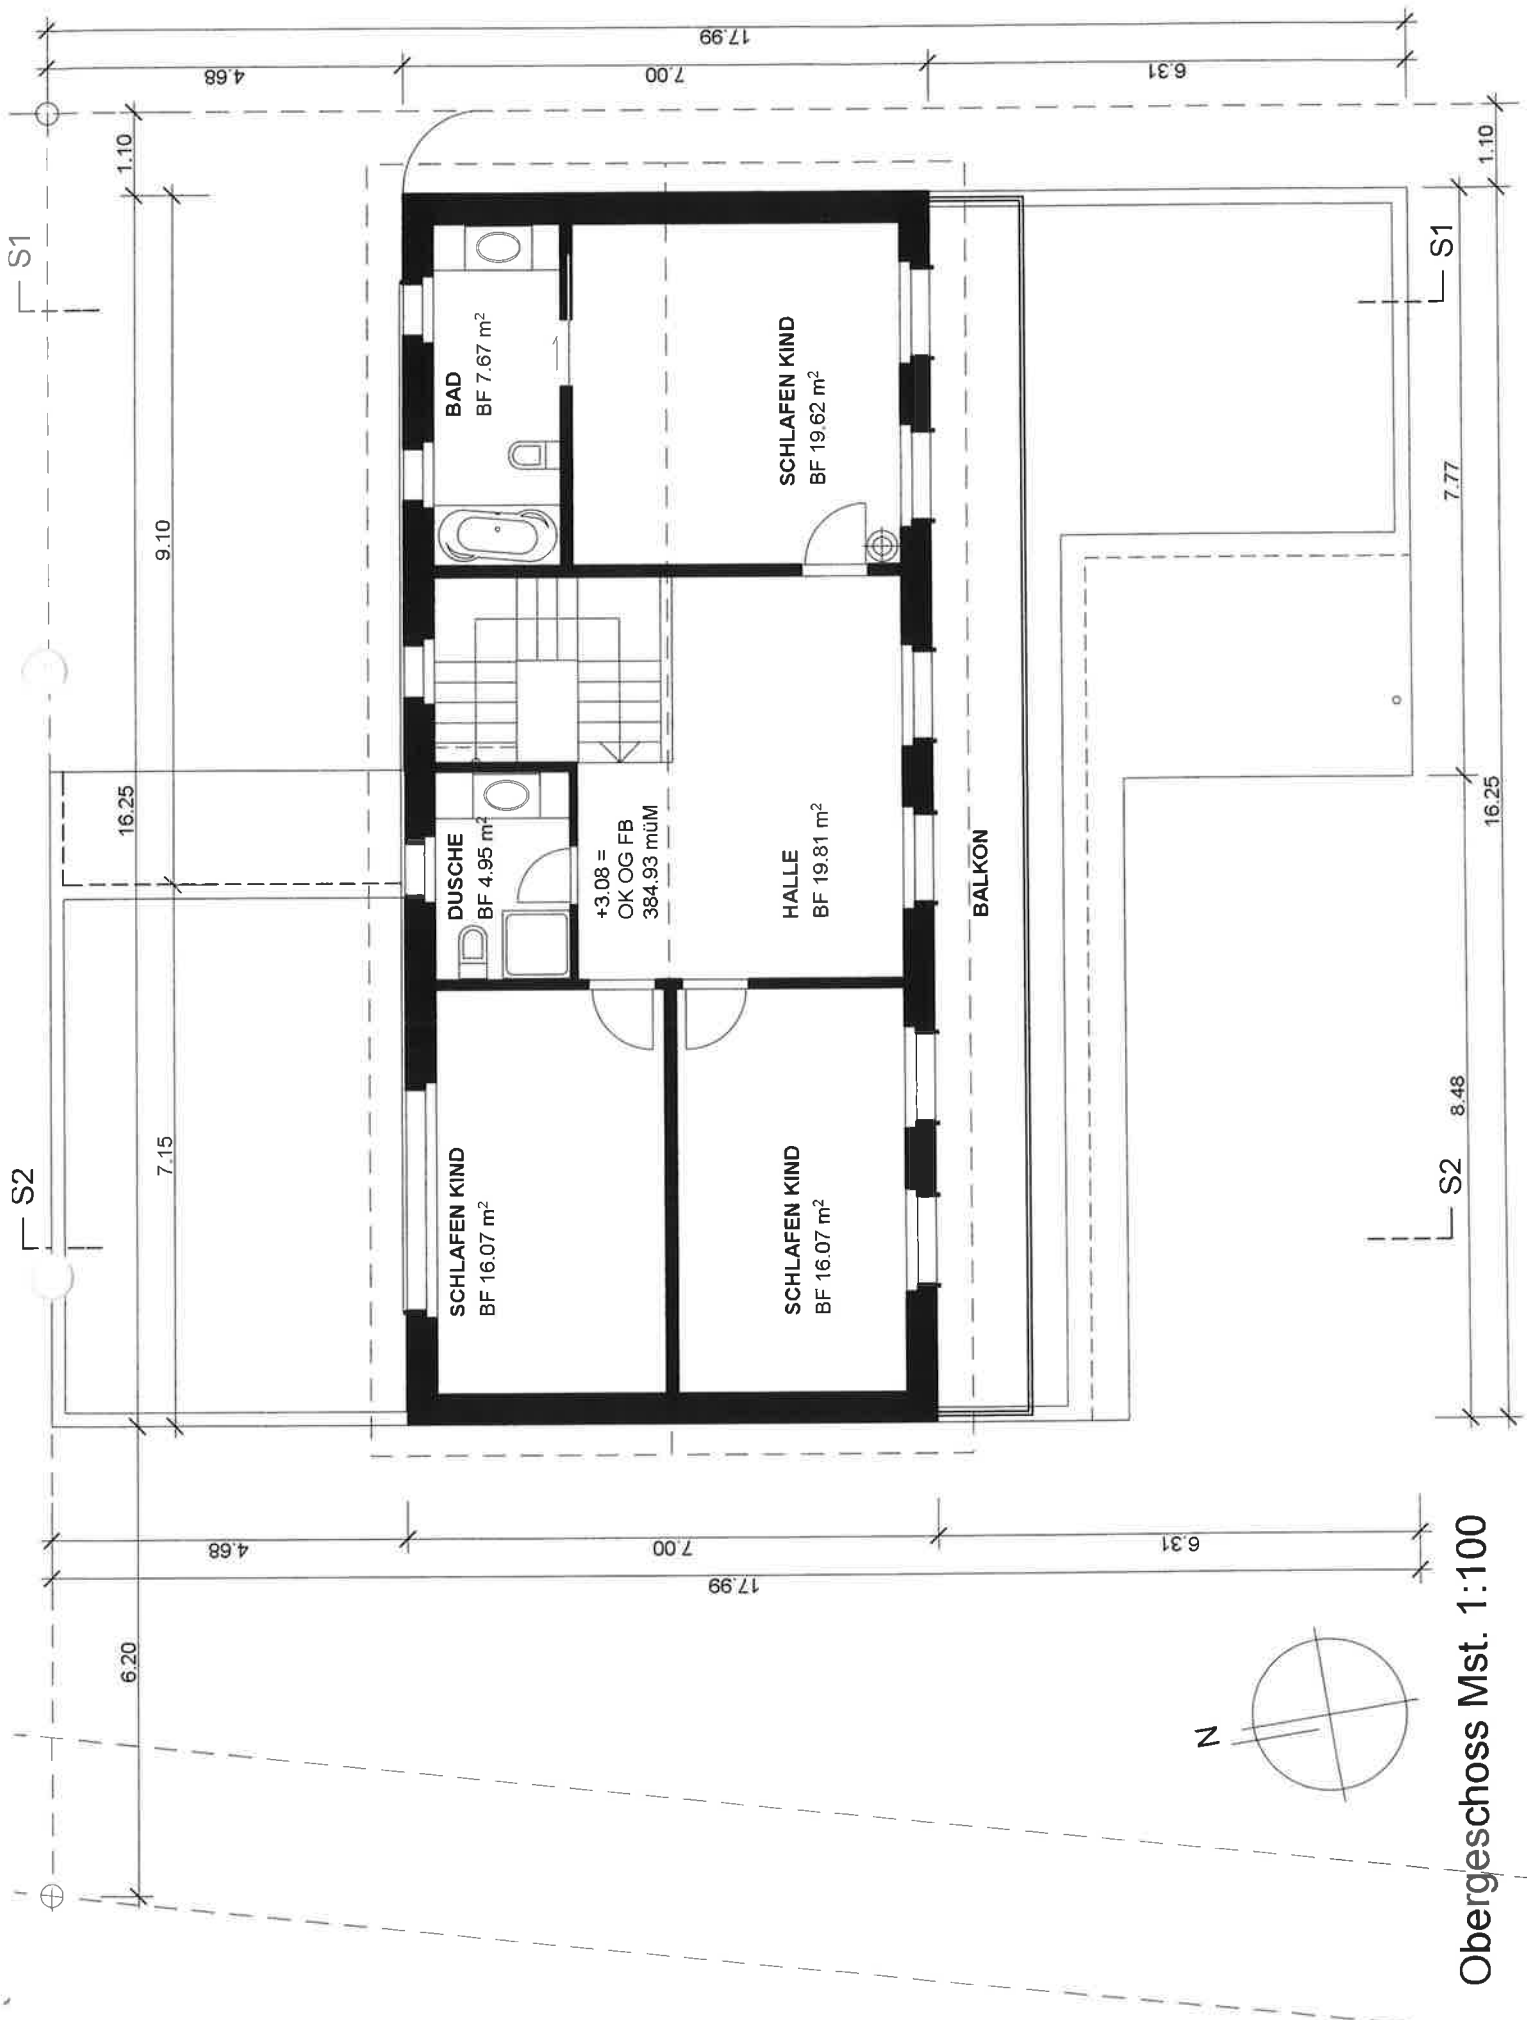 S2
S1
6.20
16.25
1.10
7.15
9.10
17.99
4.68
7.00
6.31
4.68
7.00
6.31
17.99
SCHLAFEN KIND
BF 16.07 m²
DUSCHE
BF 4.95 m²
BAD
BF 7.67 m²
+3.08 =
OK OG FB
384.93 müM
SCHLAFEN KIND
BF 16.07 m²
HALLE
BF 19.81 m²
SCHLAFEN KIND
BF 19.62 m²
BALKON
N
S2
S1
8.48
7.77
16.25
1.10
Obergeschoss Mst. 1:100